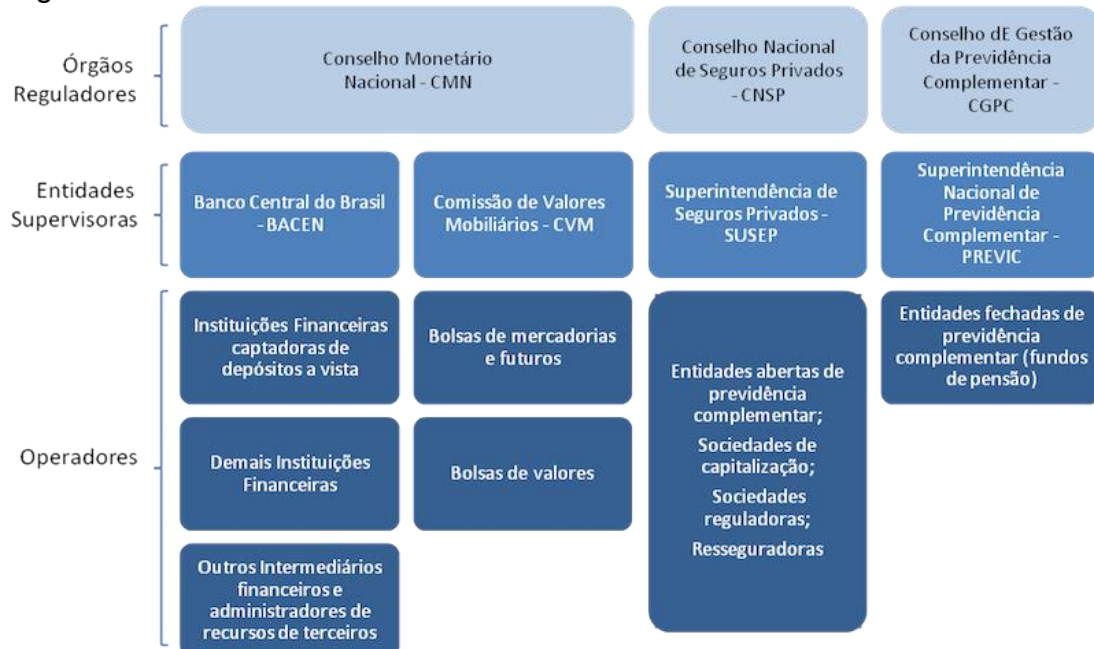 Órgãos
Reguladores
Conselho Monetário
Nacional - CMN
Conselho Nacional
de Seguros Privados
- CNSP
Conselho dE Gestão
da Previdência
Complementar -
CGPC
Entidades
Supervisoras
Banco Central do Brasil
- BACEN
Comissão de Valores
Mobiliários - CVM
Superintendência de
Seguros Privados -
SUSEP
Superintendência
Nacional de
Previdência
Complementar -
PREVIC
Operadores
Instituições Financeiras
captadoras de
depósitos a vista
Bolsas de mercadorias
e futuros
Entidades abertas de
previdência
complementar;
Sociedades de
capitalização;
Sociedades
reguladoras;
Resseguradoras
Entidades fechadas de
previdência
complementar (fundos
de pensão)
Demais Instituições
Financeiras
Bolsas de valores
Outros Intermediários
financeiros e
administradores de
recursos de terceiros